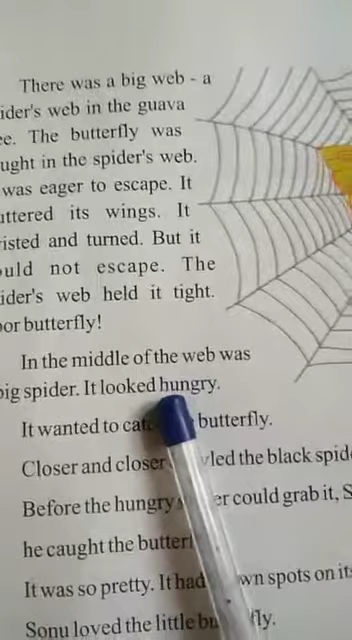 There was a big web - a
ider's web in the guava
ee. The butterfly was
ught in the spider's web.
was eager to escape. It
uttered its wings. It
isted and turned. But it
uld not escape. The
ider's web held it tight.
oor butterfly!
In the middle of the web was
big spider. It looked hungry.
It wanted to butterfly.
Closer and closer led the black spid
Before the hungry er could grab it, S
he caught the butterf
It was so pretty. It had wn spots on it
Sonu loved the little bu fly.